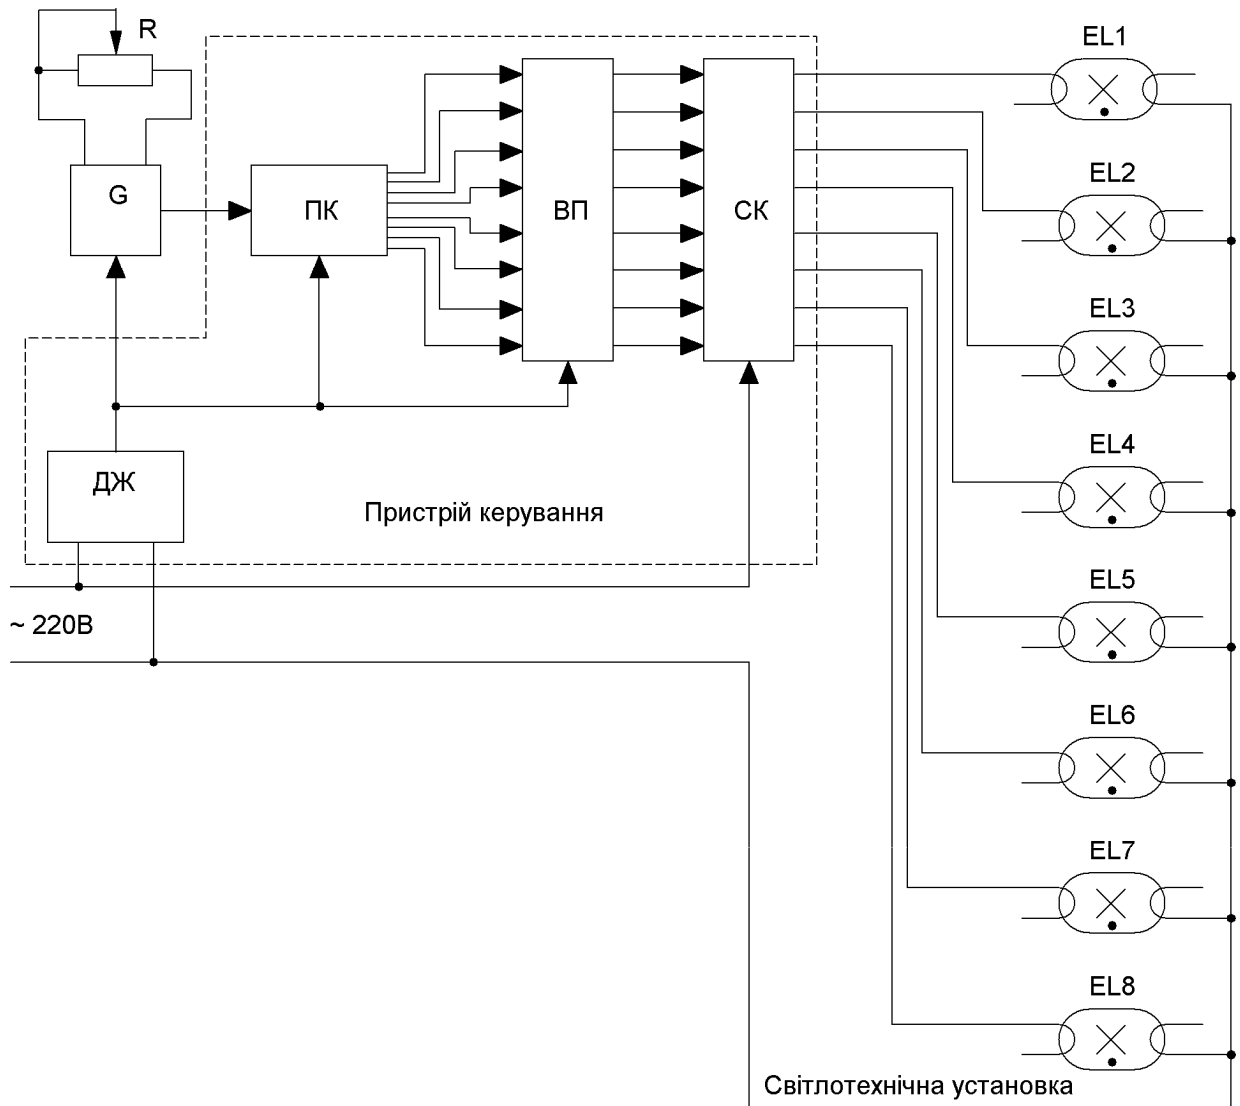 R
EL1
EL2
G
ПК
ВП
СК
EL3
EL4
ДЖ
Пристрій керування
EL5
~ 220В
EL6
EL7
EL8
Світлотехнічна установка